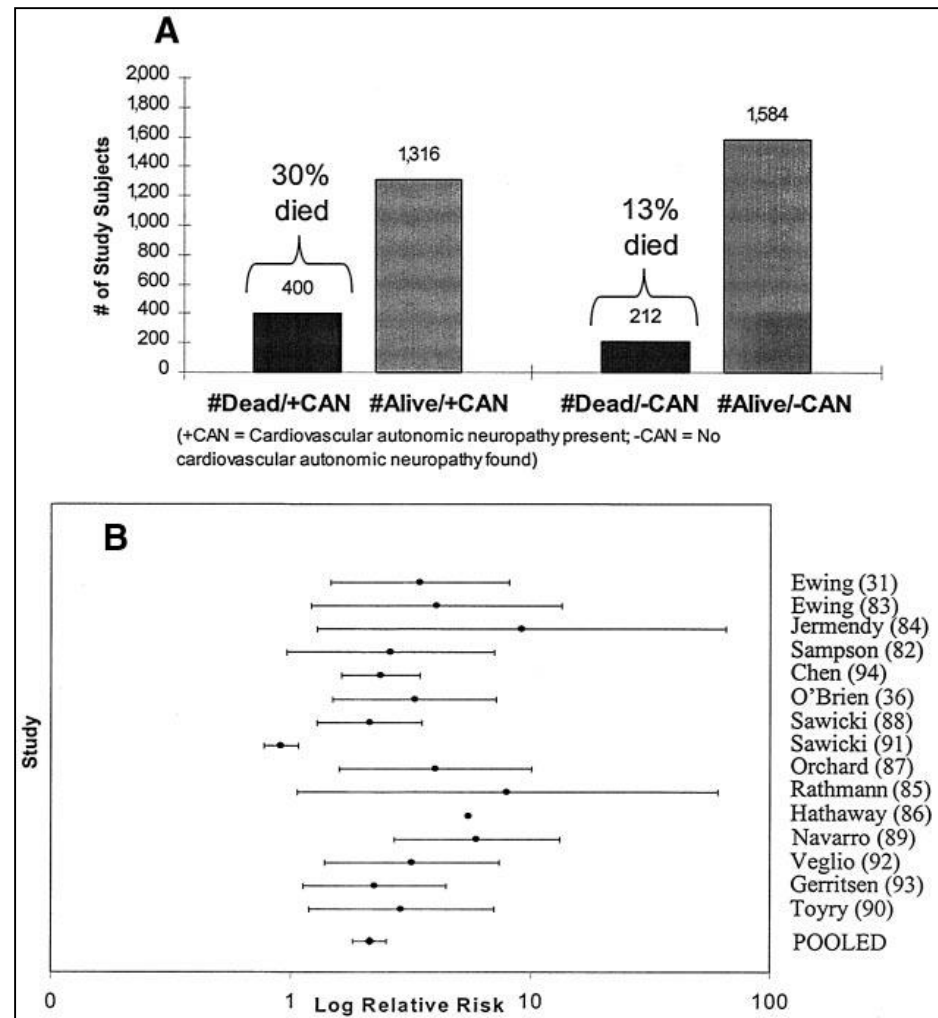 A
2,000
1,800
1,600
1,400
1,200
1,000
800
600
400
200
0
# of Study Subjects
30%
died
400
1,316
13%
died
212
1,584
#Dead/+CAN #Alive/+CAN #Dead/-CAN #Alive/-CAN
(+CAN = Cardiovascular autonomic neuropathy present; -CAN = No
cardiovascular autonomic neuropathy found)
B
Study
Ewing (31)
Ewing (83)
Jermendy (84)
Sampson (82)
Chen (94)
O'Brien (36)
Sawicki (88)
Sawicki (91)
Orchard (87)
Rathmann (85)
Hathaway (86)
Navarro (89)
Veglio (92)
Gerritsen (93)
Toyry (90)
POOLED
0 1 10 100
Log Relative Risk